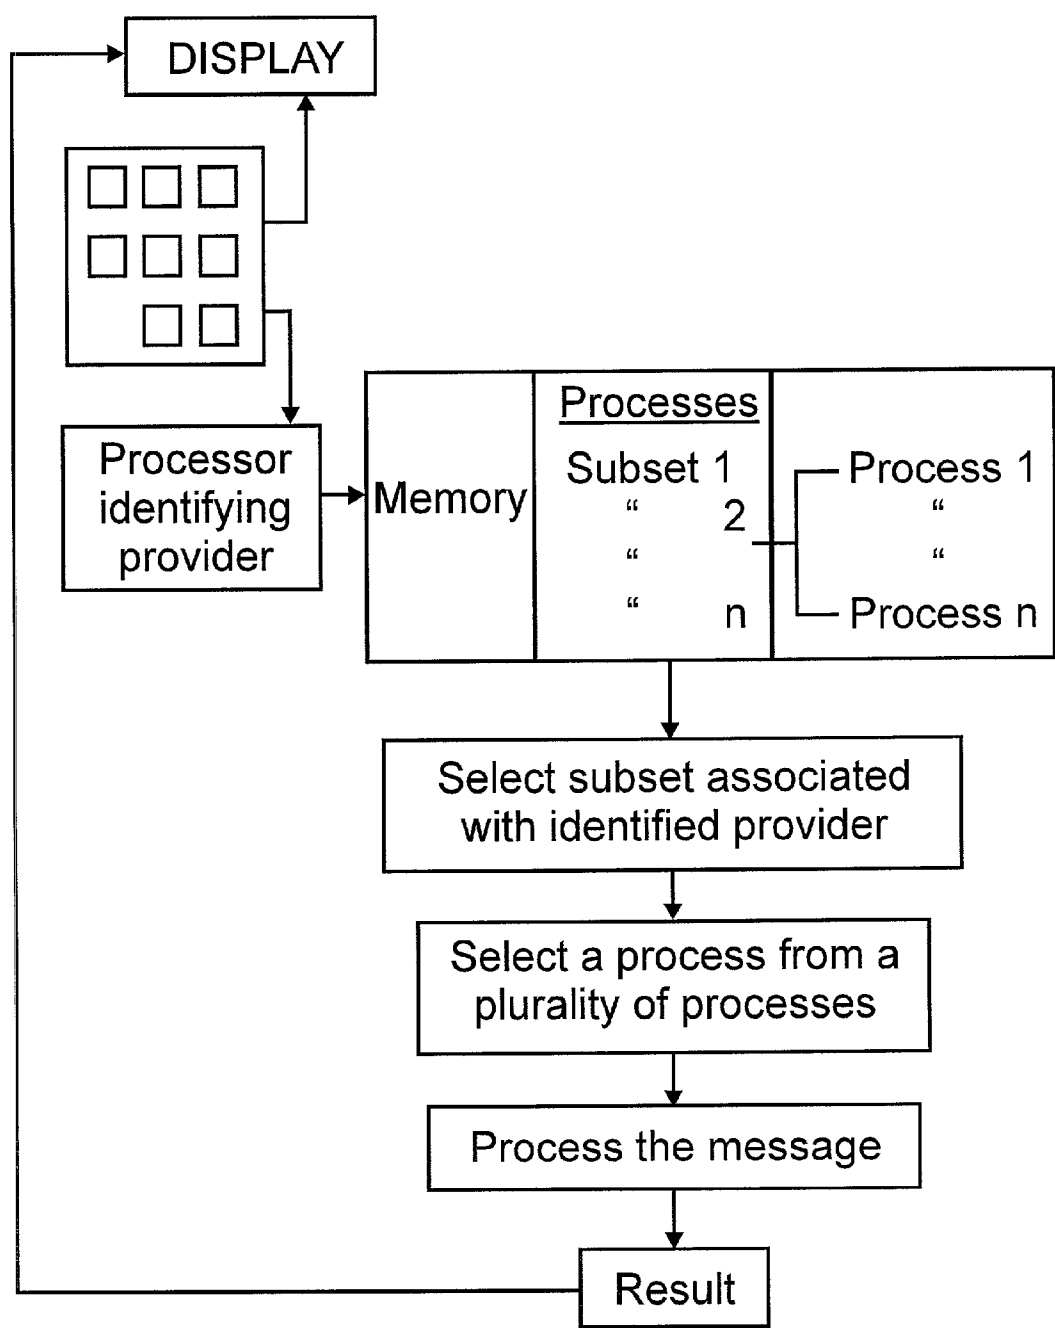 DISPLAY
Processor
identifying
provider
Memory
Processes
Subset 1
“ 2
“
“ n
Process 1
“
“
Process n
Select subset associated
with identified provider
Select a process from a
plurality of processes
Process the message
Result